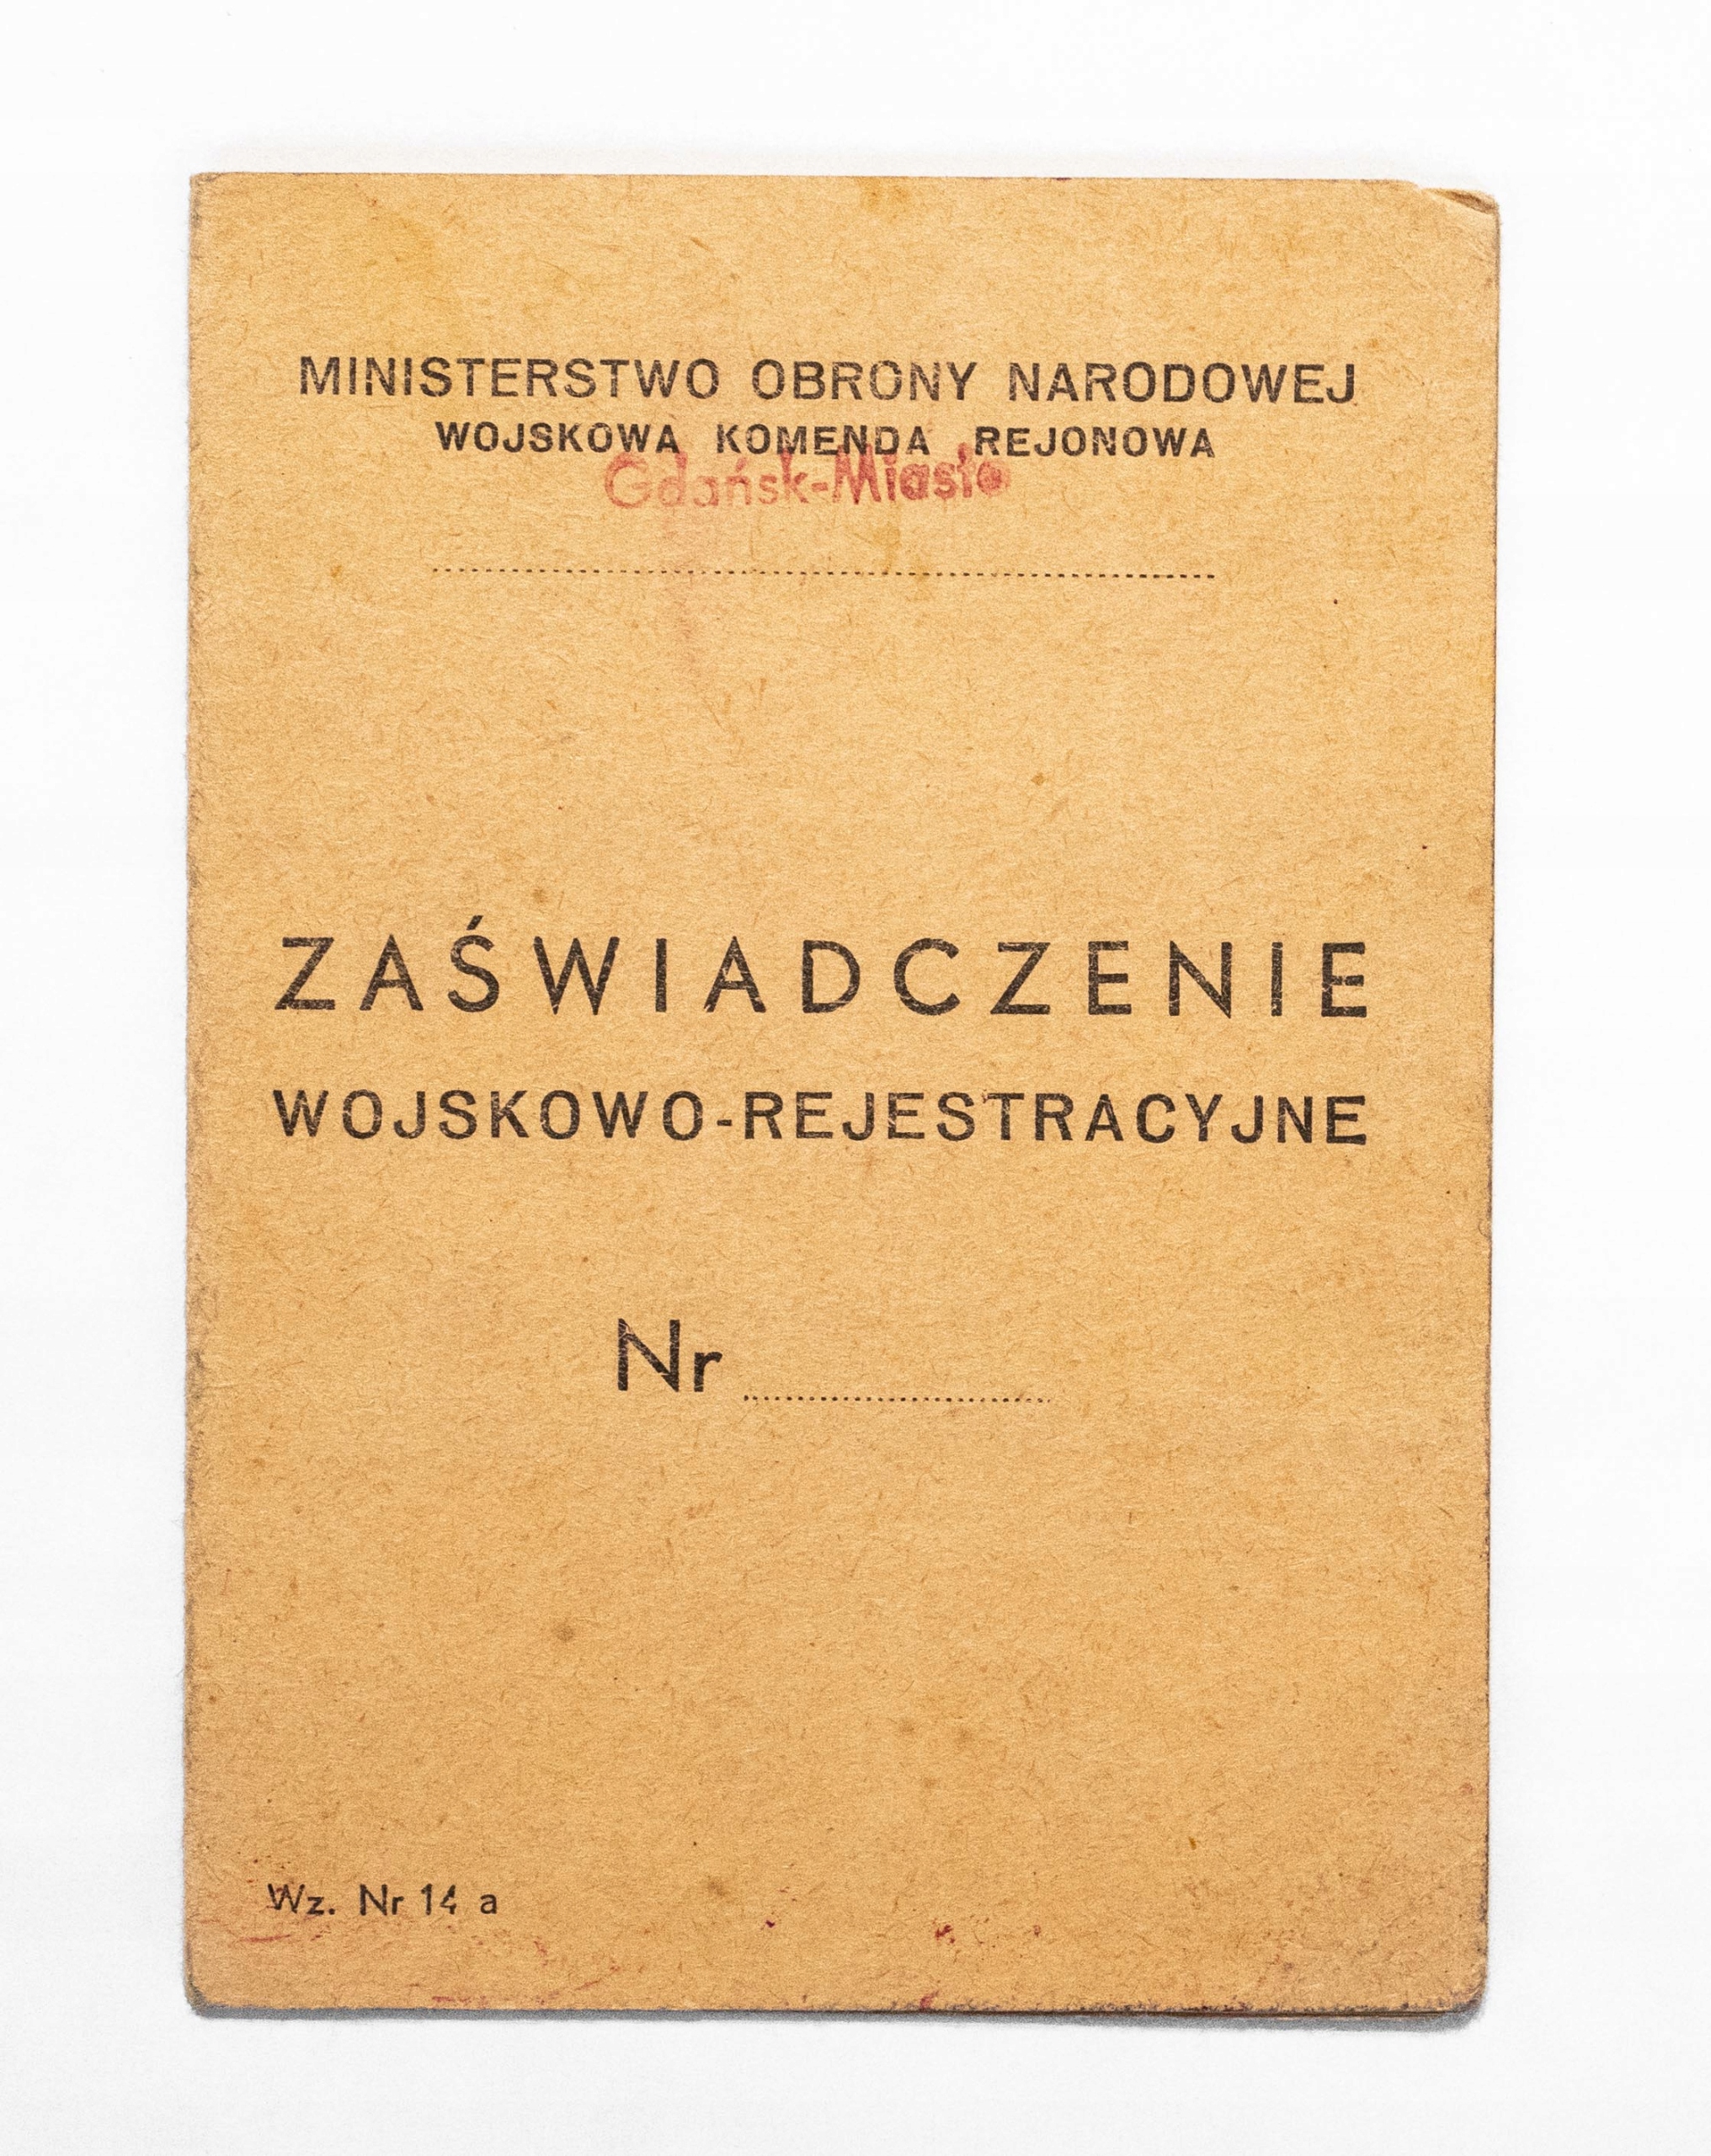 MINISTERSTWO OBRONY NARODOWEJ
WOJSKOWA KOMENDA REJONOWA
Gdańsk-Miasto
ZAŚWIADCZENIE
WOJSKOWO-REJESTRACYJNE
Nr
Wz. Nr 14 a